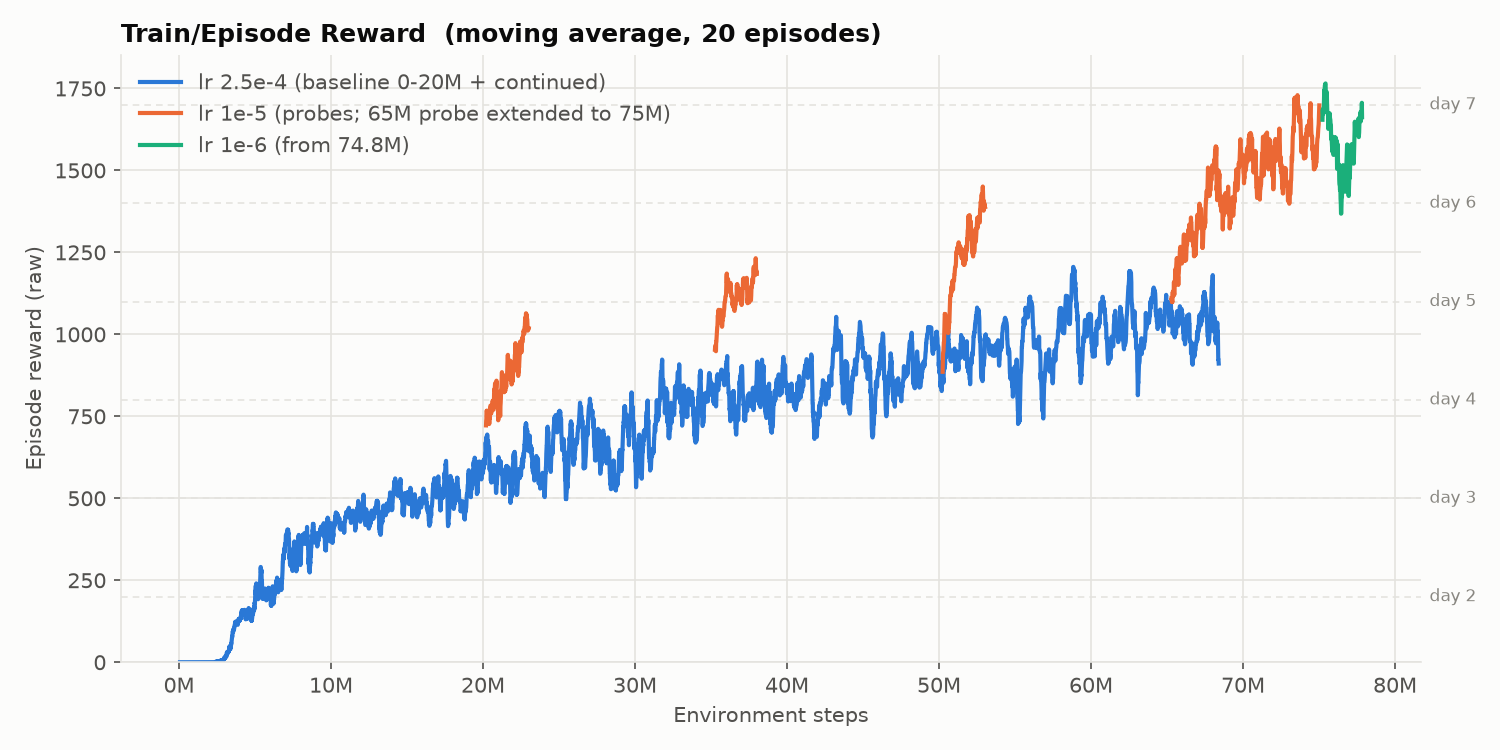 Train/Episode Reward  (moving average, 20 episodes)
lr 2.5e-4 (baseline 0-20M + continued)
lr 1e-5 (probes; 65M probe extended to 75M)
lr 1e-6 (from 74.8M)
Episode reward (raw)
1750
1500
1250
1000
750
500
250
0
day 7
day 6
day 5
day 4
day 3
day 2
0M 10M 20M 30M 40M 50M 60M 70M 80M
Environment steps